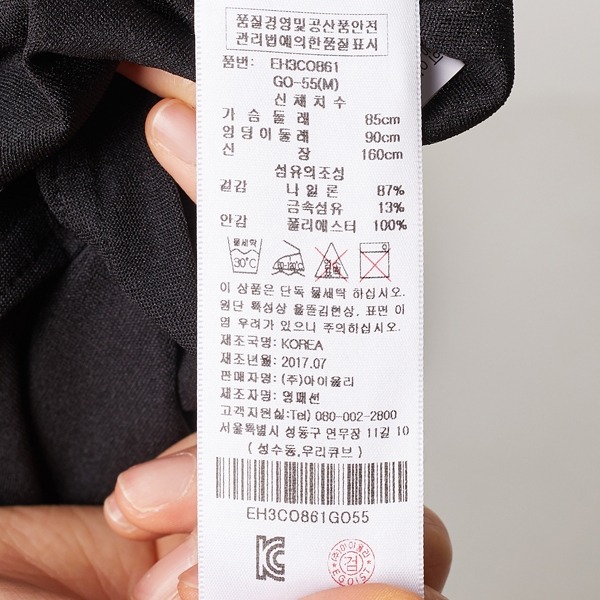 품질경영및공산품안전
관리법에의한품질표시
품번: EH3CO861
GO-55(M)
신체치수
가슴둘레 85cm
엉덩이둘레 90cm
신장 160cm
섬유의조성
겉감 나일론 87%
금속섬유 13%
안감 폴리에스터 100%
물세탁 30℃
이 상품은 단독 물세탁 하십시오.
원단 특성상 올뜯김현상, 표면 이
염 우려가 있으니 주의하십시오.
제조국명: KOREA
제조년월: 2017.07
판매자명: (주)아이올리
제조자명: 영패션
고객지원실:Tel) 080-002-2800
서울특별시 성동구 연무장 11길 10
(성수동,우리큐브)
EH3CO861GO55
KC
(주)아이올리
검
EGOIST